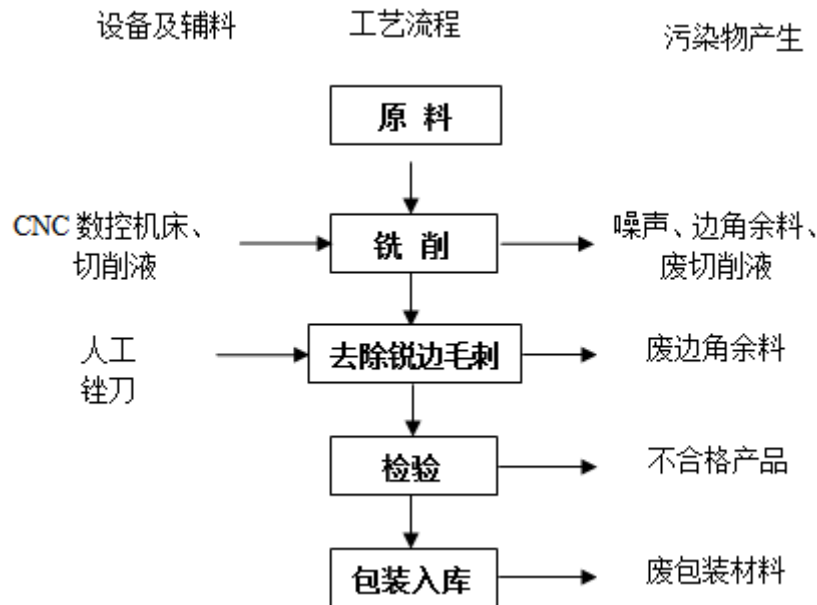 设备及辅料
工艺流程
污染物产生
原 料
CNC 数控机床、
切削液
铣 削
噪声、边角余料、
废切削液
人工
锉刀
去除锐边毛刺
废边角余料
检验
不合格产品
包装入库
废包装材料